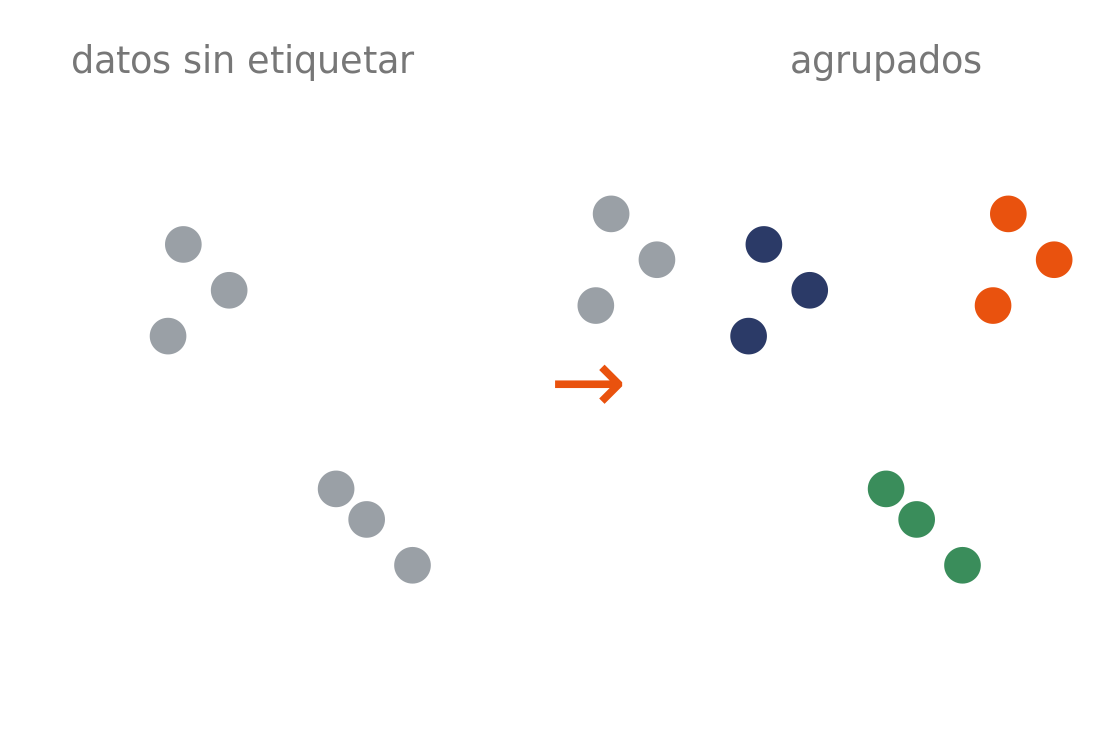 datos sin etiquetar
agrupados
→